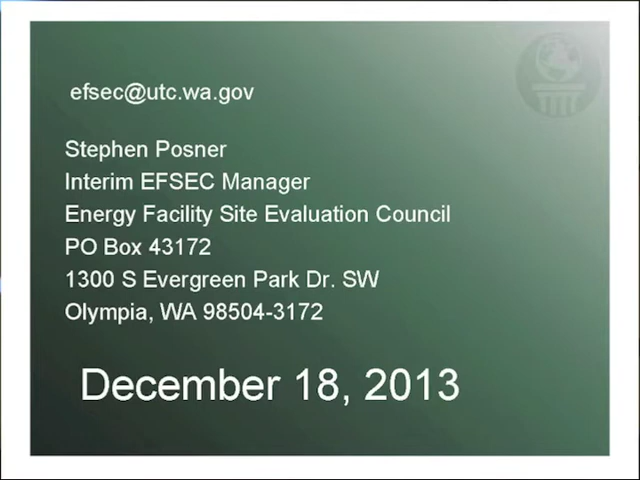 efsec@utc.wa.gov
Stephen Posner
Interim EFSEC Manager
Energy Facility Site Evaluation Council
PO Box 43172
1300 S Evergreen Park Dr. SW
Olympia, WA 98504-3172
December 18, 2013